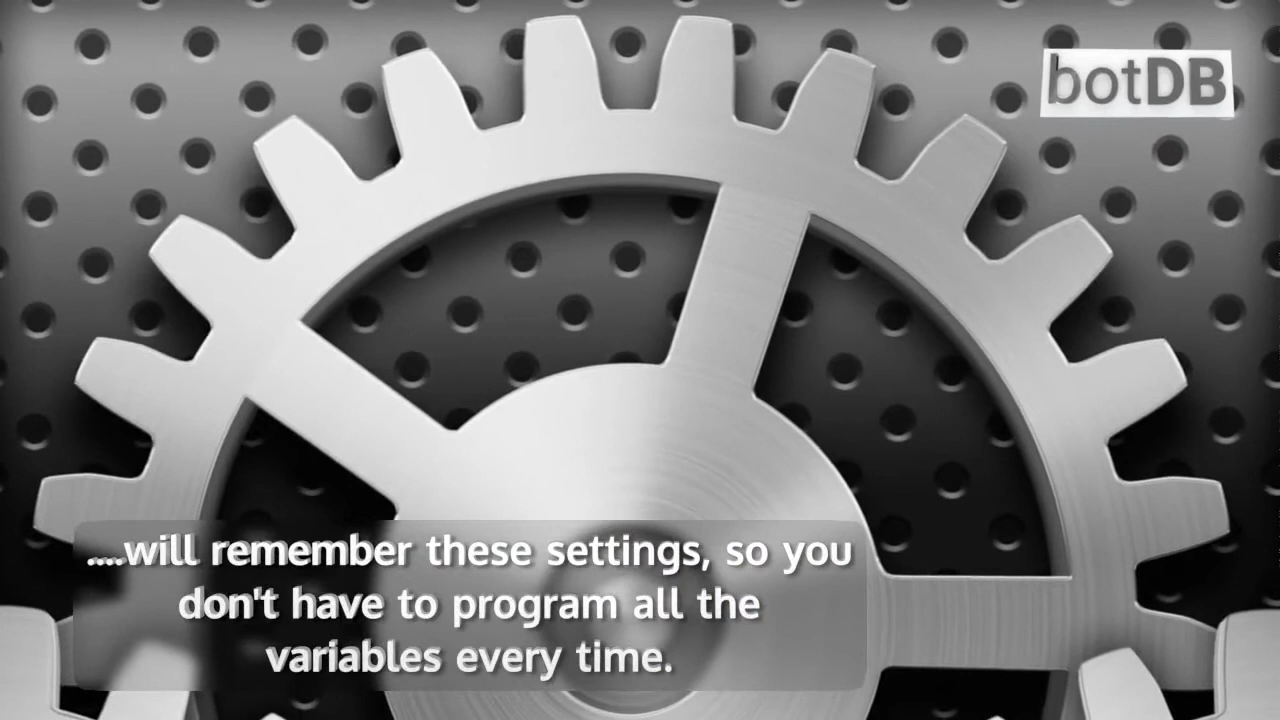 botDB
....will remember these settings, so you
don't have to program all the
variables every time.